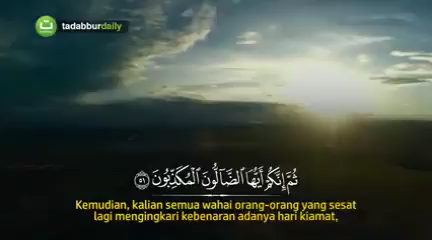 tadabburdaily
ثُمَّ إِنَّكُمْ أَيُّهَا الضَّالُّونَ الْمُكَذِّبُونَ ٥١
Kemudian, kalian semua wahai orang-orang yang sesat
lagi mengingkari kebenaran adanya hari kiamat,